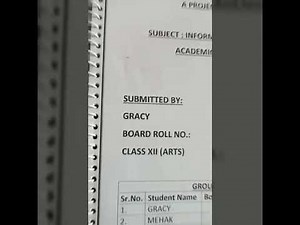 A PROJE
SUBJECT : INFORM
ACADEMI
SUBMITTED BY:
GRACY
BOARD ROLL NO.:
CLASS XII (ARTS)
GROU
Sr.No. Student Name Bo
1. GRACY
2. MEHAK